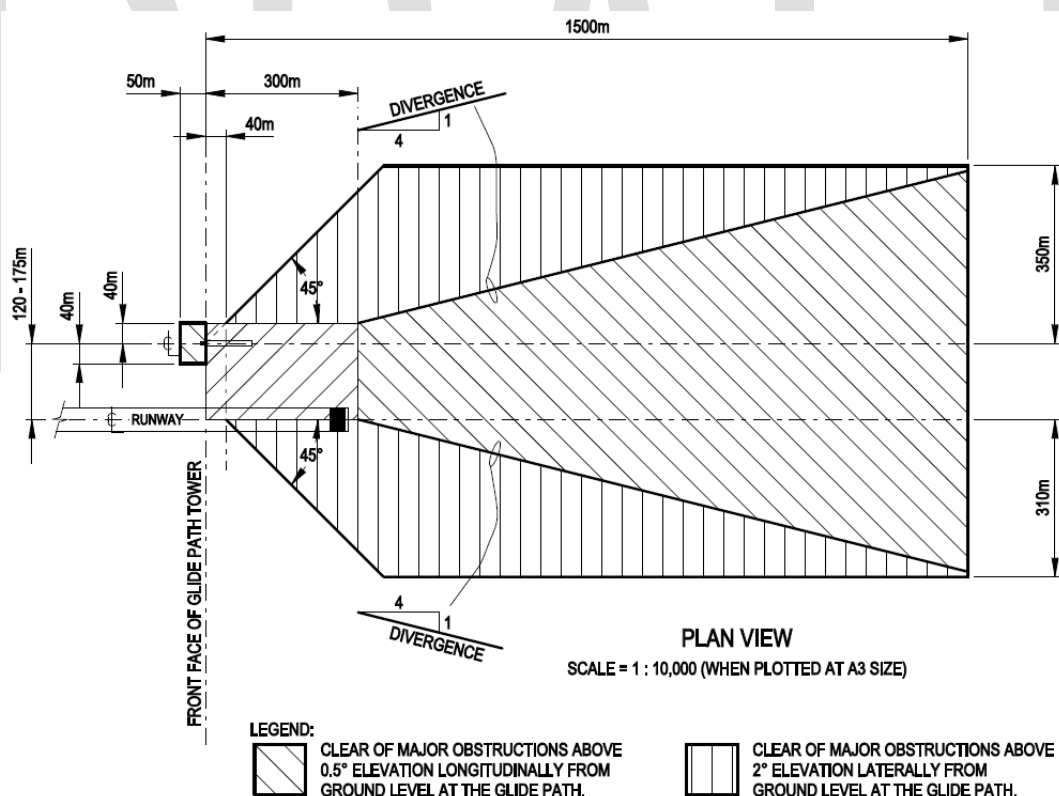 1500m
50m
300m
DIVERGENCE
1
4
40m
120 - 175m
40m
40m
45°
350m
RUNWAY
45°
310m
FRONT FACE OF GLIDE PATH TOWER
4
1
DIVERGENCE
PLAN VIEW
SCALE = 1 : 10,000 (WHEN PLOTTED AT A3 SIZE)
LEGEND:
CLEAR OF MAJOR OBSTRUCTIONS ABOVE
0.5° ELEVATION LONGITUDINALLY FROM
GROUND LEVEL AT THE GLIDE PATH.
CLEAR OF MAJOR OBSTRUCTIONS ABOVE
2° ELEVATION LATERALLY FROM
GROUND LEVEL AT THE GLIDE PATH.